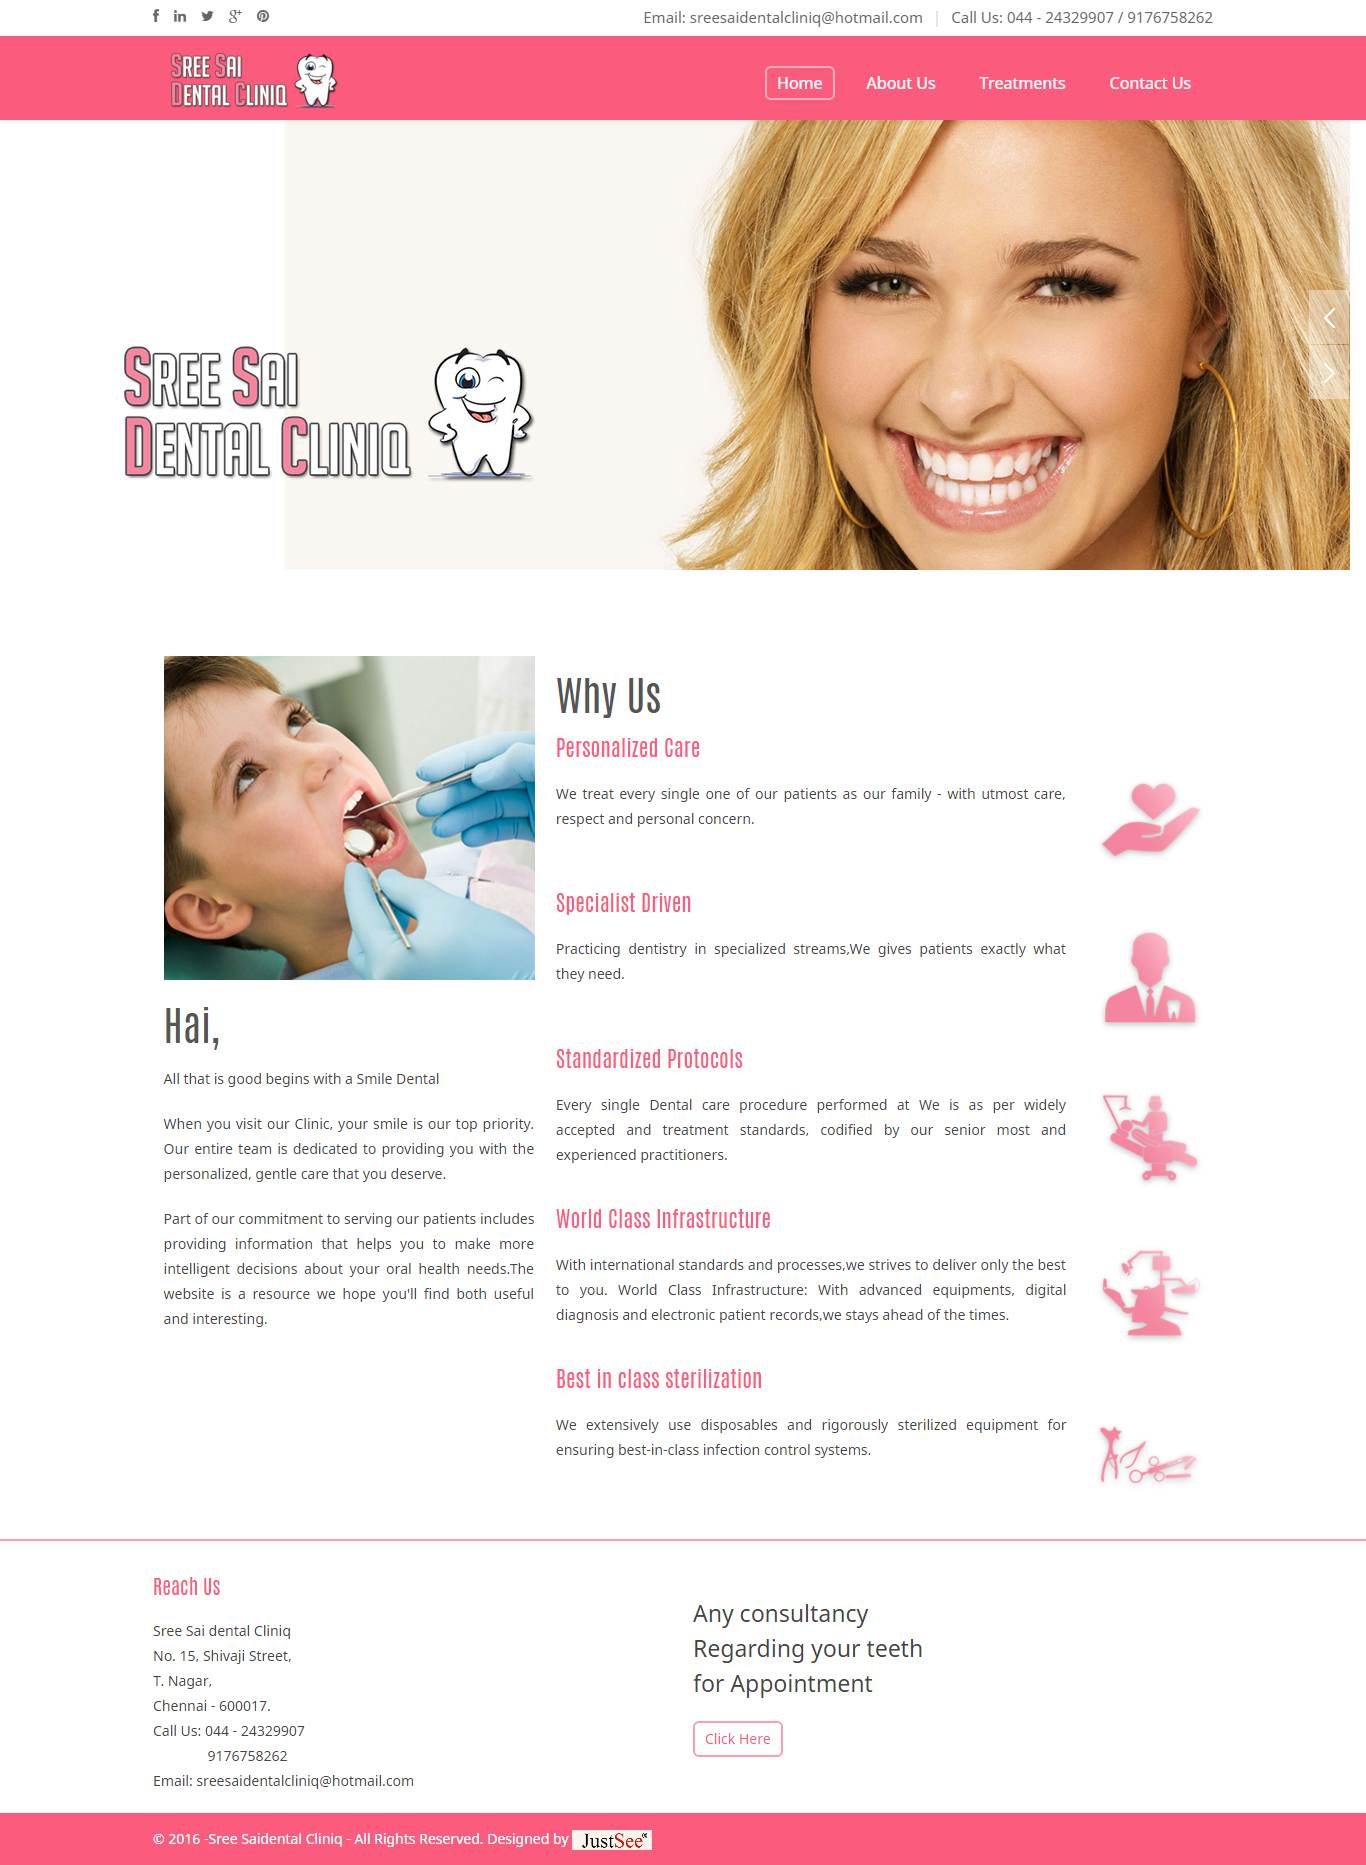 Email: sreesaidentalcliniq@hotmail.com | Call Us: 044 - 24329907 / 9176758262
SREE SAI
DENTAL CLINIQ
Home About Us Treatments Contact Us
SREE SAI
DENTAL CLINIQ
Hai,
All that is good begins with a Smile Dental
When you visit our Clinic, your smile is our top priority.
Our entire team is dedicated to providing you with the
personalized, gentle care that you deserve.
Part of our commitment to serving our patients includes
providing information that helps you to make more
intelligent decisions about your oral health needs.The
website is a resource we hope you'll find both useful
and interesting.
Why Us
Personalized Care
We treat every single one of our patients as our family - with utmost care,
respect and personal concern.
Specialist Driven
Practicing dentistry in specialized streams,We gives patients exactly what
they need.
Standardized Protocols
Every single Dental care procedure performed at We is as per widely
accepted and treatment standards, codified by our senior most and
experienced practitioners.
World Class Infrastructure
With international standards and processes,we strives to deliver only the best
to you. World Class Infrastructure: With advanced equipments, digital
diagnosis and electronic patient records,we stays ahead of the times.
Best in class sterilization
We extensively use disposables and rigorously sterilized equipment for
ensuring best-in-class infection control systems.
Reach Us
Sree Sai dental Cliniq
No. 15, Shivaji Street,
T. Nagar,
Chennai - 600017.
Call Us: 044 - 24329907
9176758262
Email: sreesaidentalcliniq@hotmail.com
Any consultancy
Regarding your teeth
for Appointment
Click Here
© 2016 -Sree Saidental Cliniq - All Rights Reserved. Designed by JustSee